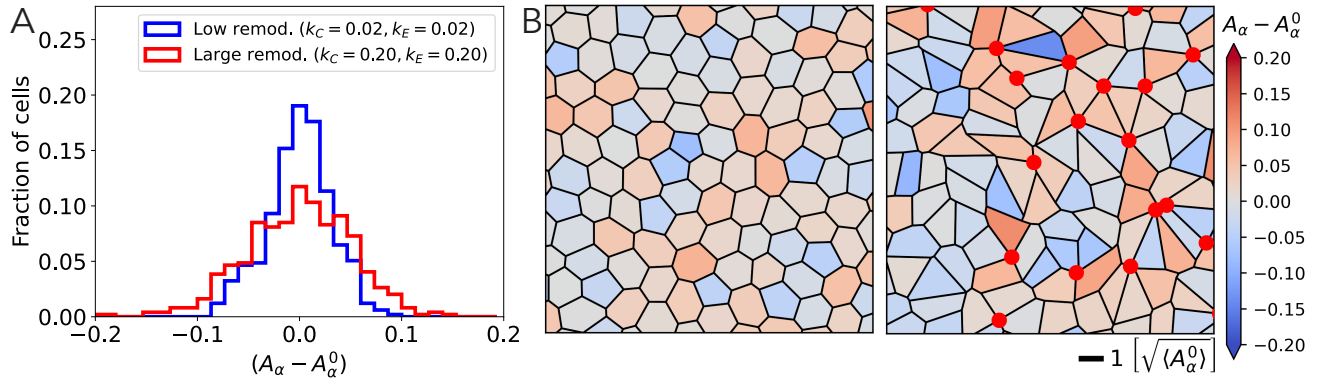 A
Fraction of cells
0.25
0.20
0.15
0.10
0.05
0.00
−0.2
−0.1
0.0
0.1
0.2
(A_α − A_α^0)
Low remod. (k_C = 0.02, k_E = 0.02)
Large remod. (k_C = 0.20, k_E = 0.20)
B
1 [√⟨A_α^0⟩]
A_α − A_α^0
0.20
0.15
0.10
0.05
0.00
−0.05
−0.10
−0.15
−0.20